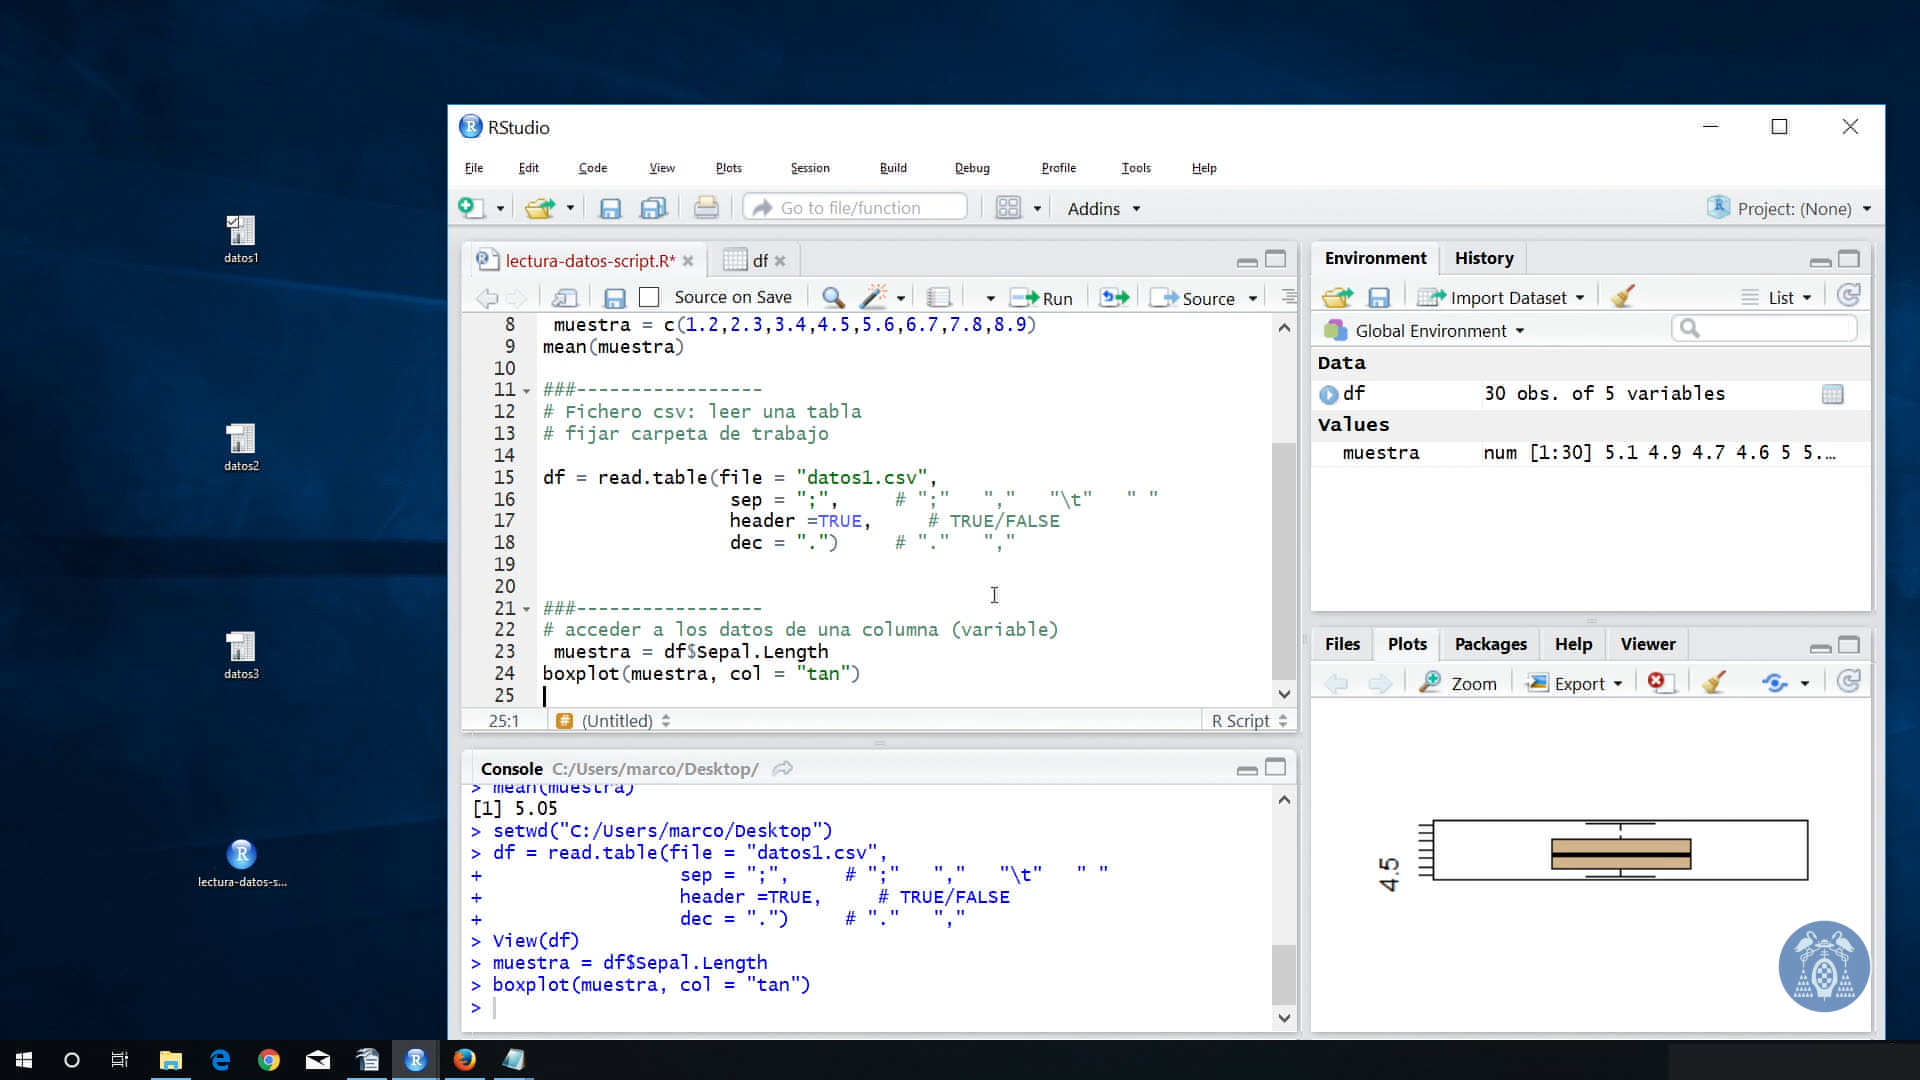 datos1
datos2
datos3
lectura-datos-s...
RStudio
File Edit Code View Plots Session Build Debug Profile Tools Help
Go to file/function Addins Project: (None)
lectura-datos-script.R* df
Source on Save Run Source
8 muestra = c(1.2,2.3,3.4,4.5,5.6,6.7,7.8,8.9)
9 mean(muestra)
10
11 ###-----------------
12 # Fichero csv: leer una tabla
13 # fijar carpeta de trabajo
14
15 df = read.table(file = "datos1.csv",
16 sep = ";", # ";" "," "\t" " "
17 header =TRUE, # TRUE/FALSE
18 dec = ".") # "." ","
19
20
21 ###-----------------
22 # acceder a los datos de una columna (variable)
23 muestra = df$Sepal.Length
24 boxplot(muestra, col = "tan")
25
25:1 # (Untitled) R Script
Console C:/Users/marco/Desktop/
> mean(muestra)
[1] 5.05
> setwd("C:/Users/marco/Desktop")
> df = read.table(file = "datos1.csv",
+ sep = ";", # ";" "," "\t" " "
+ header =TRUE, # TRUE/FALSE
+ dec = ".") # "." ","
> View(df)
> muestra = df$Sepal.Length
> boxplot(muestra, col = "tan")
>
Environment History
Import Dataset List
Global Environment
Data
df 30 obs. of 5 variables
Values
muestra num [1:30] 5.1 4.9 4.7 4.6 5 5.…
Files Plots Packages Help Viewer
Zoom Export
4.5